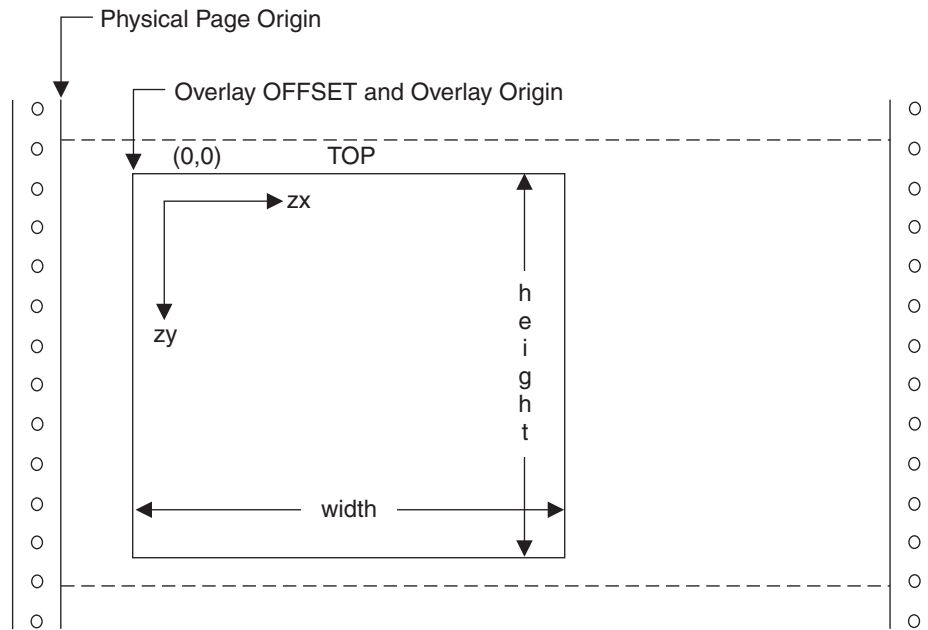 Physical Page Origin
Overlay OFFSET and Overlay Origin
(0,0) TOP
zx
zy
height
width